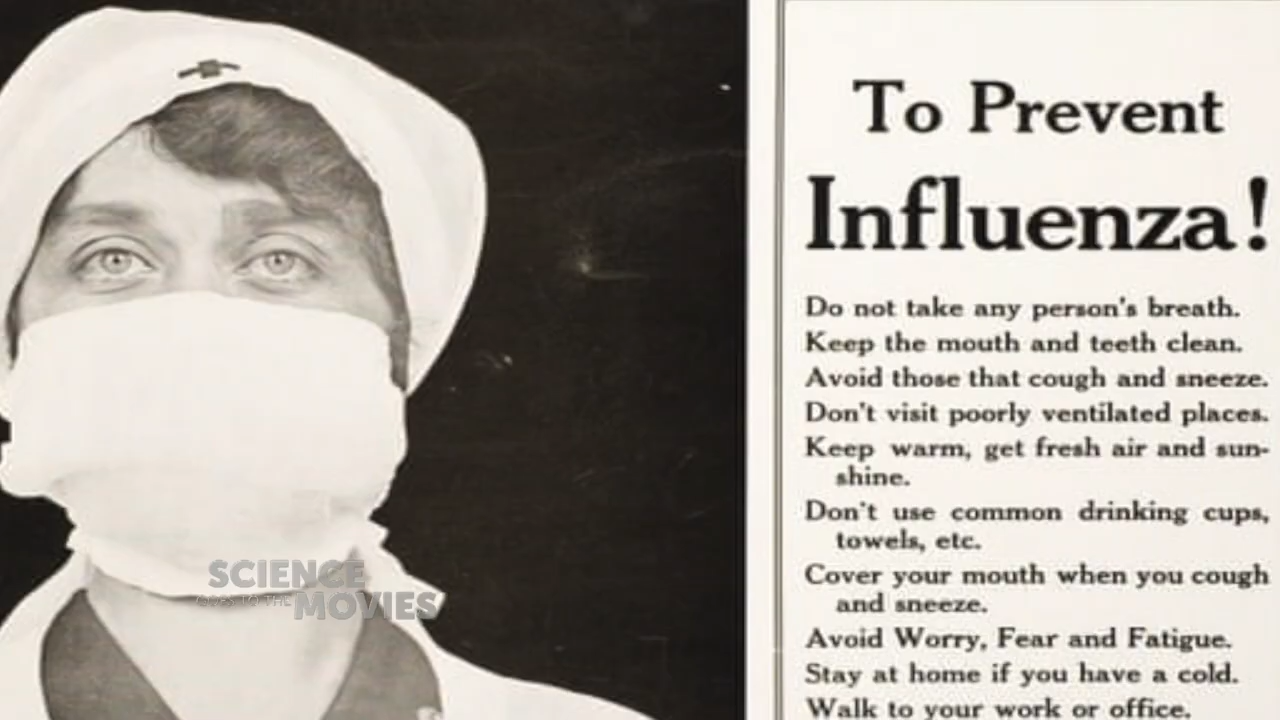 To Prevent
Influenza!
Do not take any person's breath.
Keep the mouth and teeth clean.
Avoid those that cough and sneeze.
Don't visit poorly ventilated places.
Keep warm, get fresh air and sun-
shine.
Don't use common drinking cups,
towels, etc.
Cover your mouth when you cough
and sneeze.
Avoid Worry, Fear and Fatigue.
Stay at home if you have a cold.
Walk to your work or office.
SCIENCE
GOES TO THE MOVIES